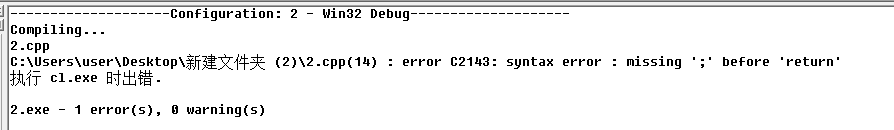 --------------------Configuration: 2 - Win32 Debug--------------------
Compiling...
2.cpp
C:\Users\user\Desktop\新建文件夹 (2)\2.cpp(14) : error C2143: syntax error : missing ';' before 'return'
执行 cl.exe 时出错.
2.exe - 1 error(s), 0 warning(s)